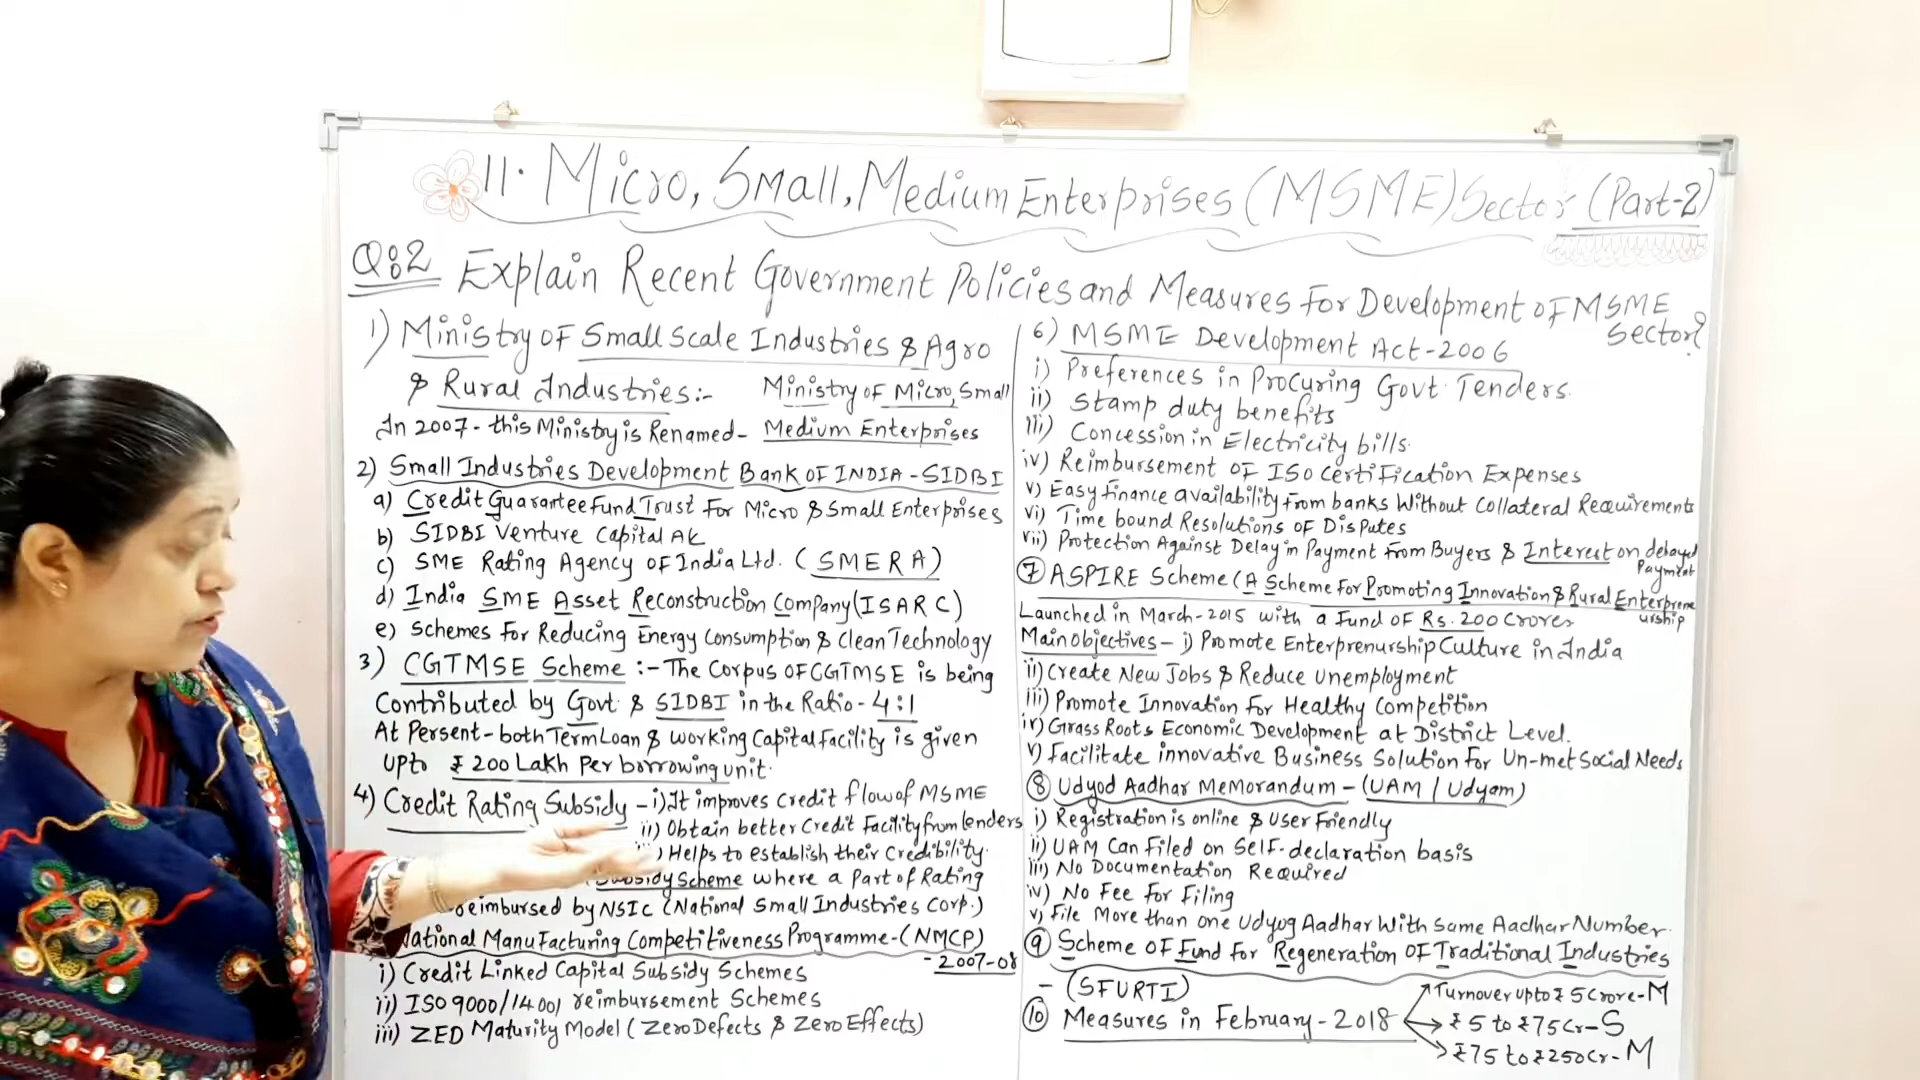 11. Micro, Small, Medium Enterprises (MSME) Sector (Part-2)
Q:2 Explain Recent Government Policies and Measures for Development of MSME
Sector?
1) Ministry of Small Scale Industries & Agro
& Rural Industries:- Ministry of Micro, Small
In 2007 - this Ministry is Renamed - Medium Enterprises
2) Small Industries Development Bank of INDIA - SIDBI
a) Credit Guarantee Fund Trust For Micro & Small Enterprises
b) SIDBI Venture Capital
c) SME Rating Agency of India Ltd. (SMERA)
d) India SME Asset Reconstruction Company (ISARC)
e) Schemes for Reducing Energy Consumption & Clean Technology
3) CGTMSE Scheme :- The Corpus of CGTMSE is being
Contributed by Govt & SIDBI in the Ratio - 4:1
At Persent - both Term Loan & working Capital Facility is given
upto ₹ 200 Lakh Per borrowing unit.
4) Credit Rating Subsidy - i) It improves credit flow of MSME
ii) Obtain better Credit Facility from lenders
) Helps to establish their Credibility.
Subsidy Scheme where a Part of Rating
reimbursed by NSIC (National Small Industries Corp.)
National Manufacturing Competitiveness Programme - (NMCP)
- 2007-08
i) Credit Linked Capital Subsidy Schemes
ii) ISO 9000/14001 reimbursement Schemes
iii) ZED Maturity Model (Zero Defects & Zero Effects)
6) MSME Development Act-2006
i) Preferences in Procuring Govt. Tenders.
ii) Stamp duty benefits
iii) Concession in Electricity bills.
iv) Reimbursement of ISO Certification Expenses
v) Easy Finance availability from banks Without Collateral Requirements
vi) Time bound Resolutions of Disputes
vii) Protection Against Delay in Payment from Buyers & Interest on delayed
Payment
7 ASPIRE Scheme (A Scheme for Promoting Innovation & Rural Enterprene
urship
Launched in March-2015 with a Fund of Rs. 200 Crores
Main objectives - i) Promote Enterprenurship Culture in India
ii) Create New Jobs & Reduce unemployment
iii) Promote Innovation for Healthy Competition
iv) Grass Roots Economic Development at District Level.
v) Facilitate innovative Business Solution for Un-met Social Needs
8 Udyod Aadhar Memorandum - (UAM / Udyam)
i) Registration is online & User Friendly
ii) UAM Can Filed on Self-declaration basis
iii) No Documentation Required
iv) No Fee for Filing
v) File More than one Udyog Aadhar With Same Aadhar Number.
9 Scheme of Fund for Regeneration of Traditional Industries
- (SFURTI)
10 Measures in February-2018
Turnover upto ₹ 5 Crore - M
₹ 5 to ₹75 Cr - S
₹75 to ₹250 Cr - M